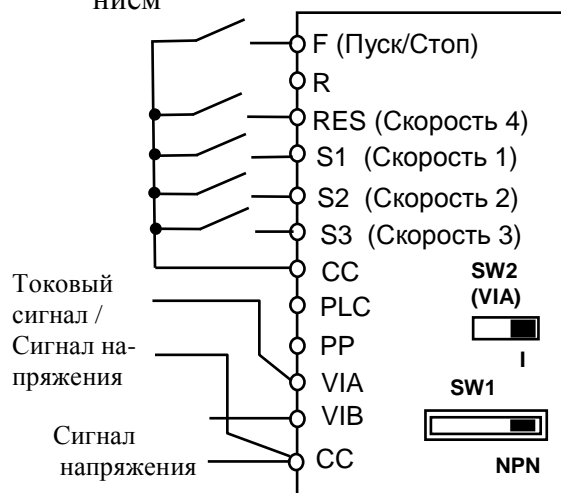 нием
F (Пуск/Стоп)
R
RES (Скорость 4)
S1 (Скорость 1)
S2 (Скорость 2)
S3 (Скорость 3)
CC
PLC
PP
VIA
VIB
CC
Токовый
сигнал /
Сигнал на-
пряжения
Сигнал
напряжения
SW2
(VIA)
I
SW1
NPN